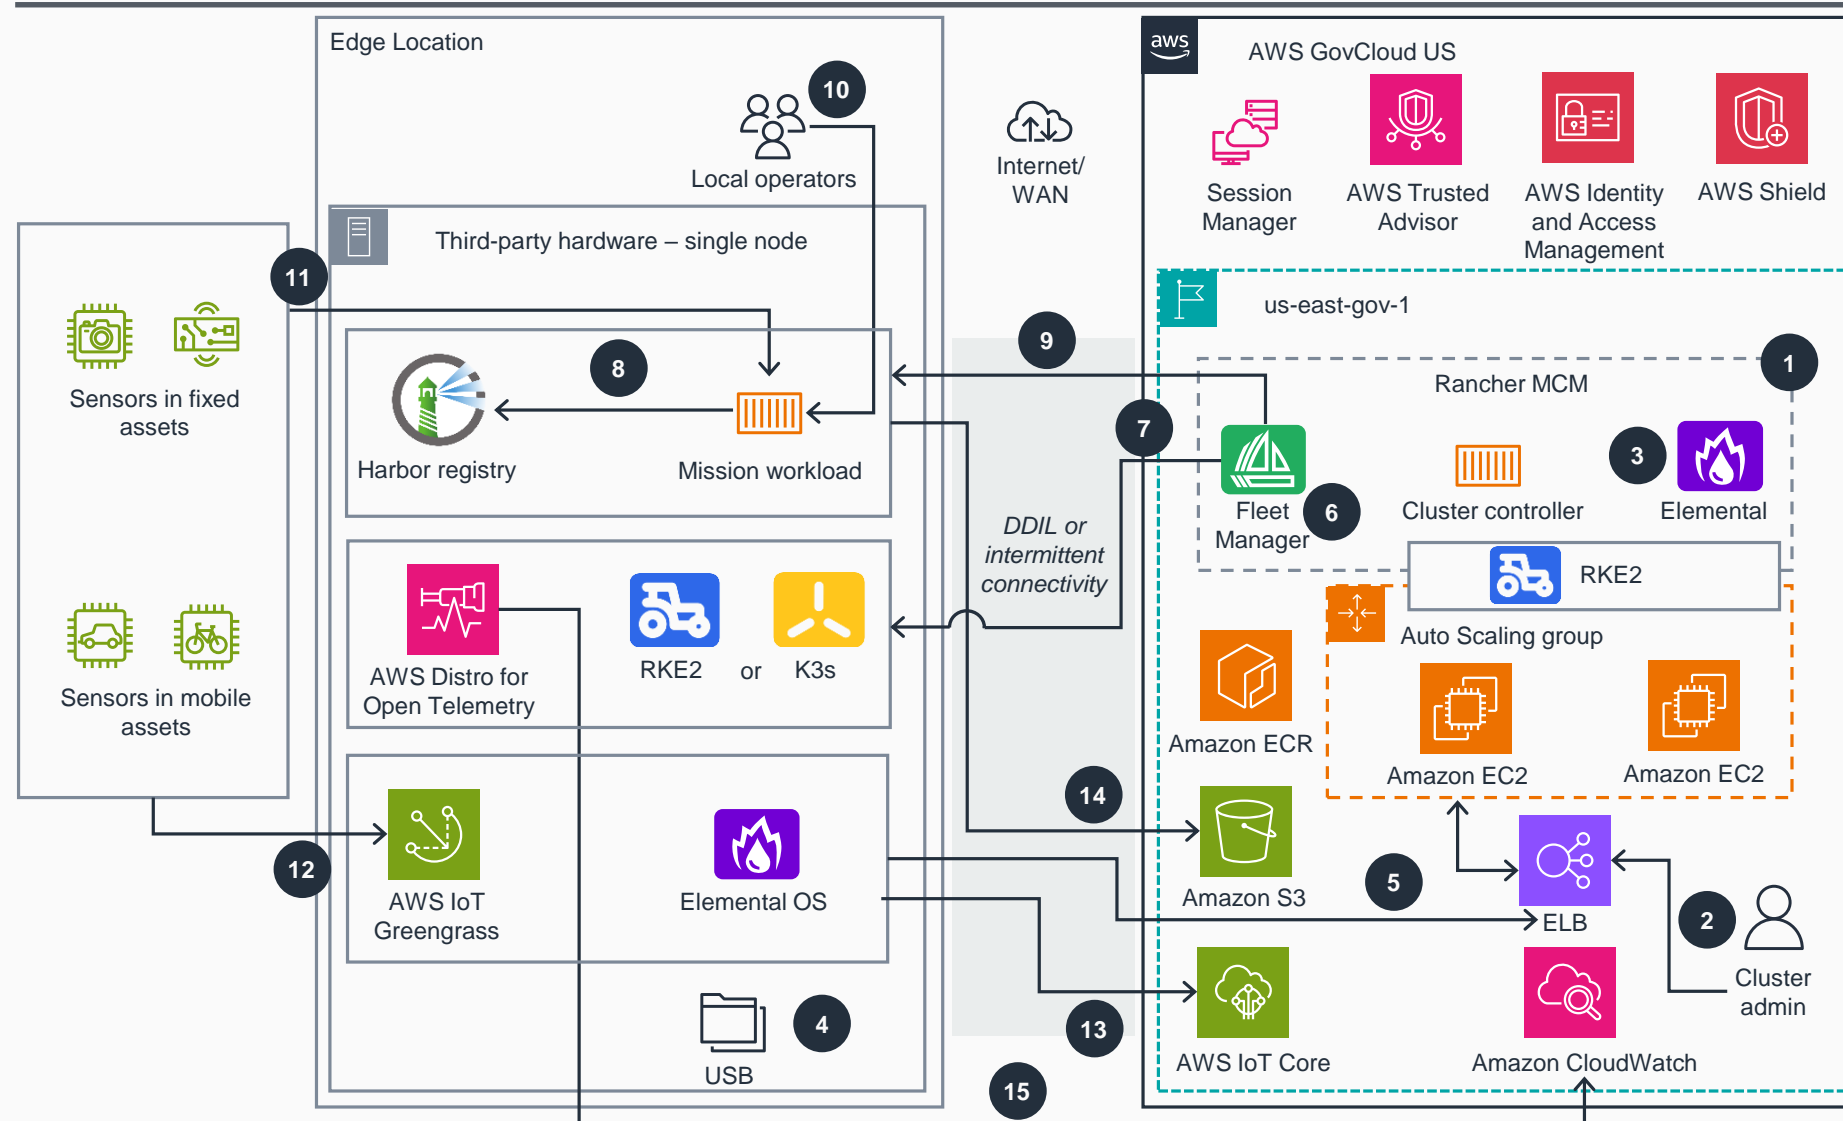 Edge Location
10
Local operators
Third-party hardware – single node
11
Sensors in fixed
assets
Sensors in mobile
assets
12
8
Harbor registry
Mission workload
AWS Distro for
Open Telemetry
RKE2
or
K3s
AWS IoT
Greengrass
Elemental OS
USB
4
Internet/
WAN
9
7
DDIL or
intermittent
connectivity
14
13
15
aws
AWS GovCloud US
Session
Manager
AWS Trusted
Advisor
AWS Identity
and Access
Management
AWS Shield
us-east-gov-1
1
Rancher MCM
Fleet
Manager
6
Cluster controller
3
Elemental
RKE2
Auto Scaling group
Amazon EC2
Amazon EC2
Amazon ECR
Amazon S3
5
ELB
2
Cluster
admin
AWS IoT Core
Amazon CloudWatch